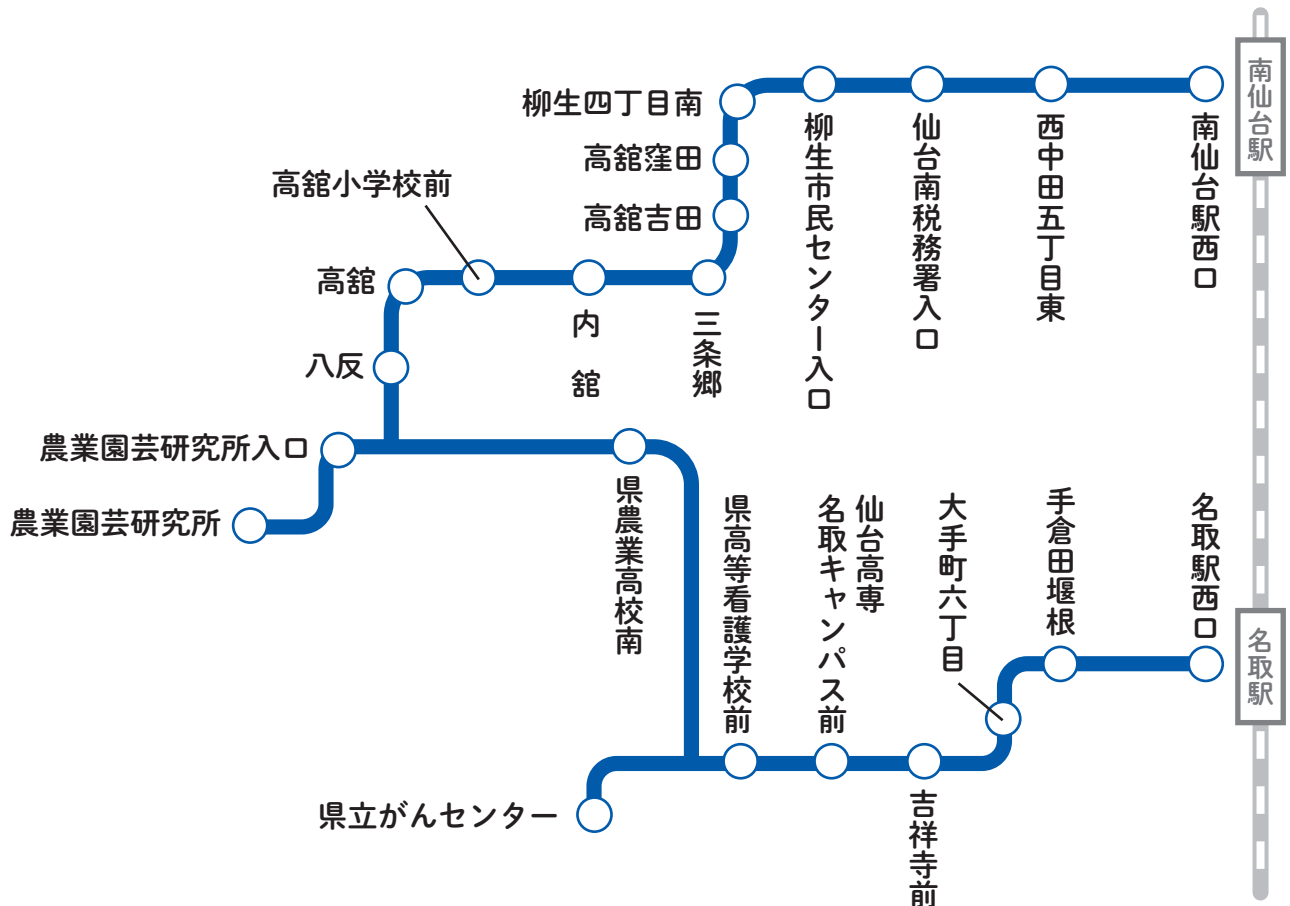 南仙台駅
柳生四丁目南
高舘窪田
高舘吉田
高舘小学校前
高舘
八反
内舘
三条郷
柳生市民センター入口
仙台南税務署入口
西中田五丁目東
南仙台駅西口
農業園芸研究所入口
農業園芸研究所
県農業高校南
県高等看護学校前
仙台高専
名取キャンパス前
大手町六丁目
手倉田堰根
名取駅西口
名取駅
県立がんセンター
吉祥寺前